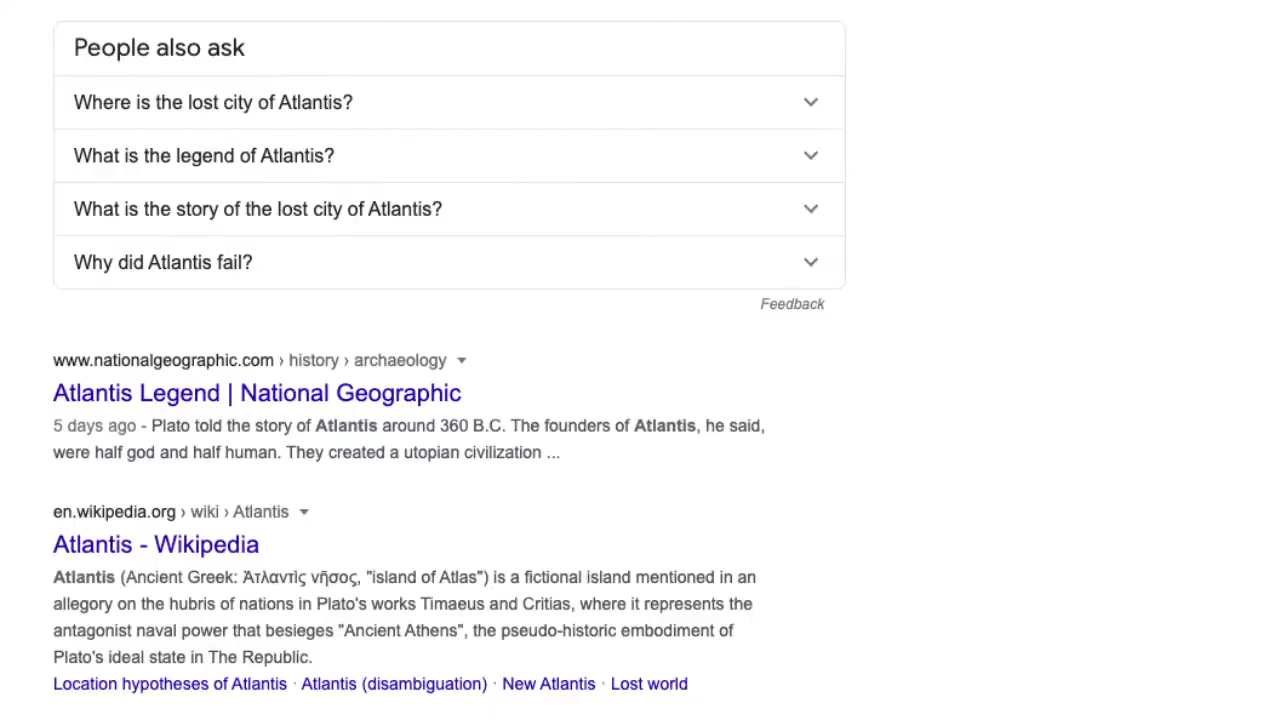 People also ask
Where is the lost city of Atlantis?
What is the legend of Atlantis?
What is the story of the lost city of Atlantis?
Why did Atlantis fail?
Feedback
www.nationalgeographic.com › history › archaeology
Atlantis Legend | National Geographic
5 days ago - Plato told the story of Atlantis around 360 B.C. The founders of Atlantis, he said,
were half god and half human. They created a utopian civilization ...
en.wikipedia.org › wiki › Atlantis
Atlantis - Wikipedia
Atlantis (Ancient Greek: Ἀτλαντὶς νῆσος, "island of Atlas") is a fictional island mentioned in an
allegory on the hubris of nations in Plato's works Timaeus and Critias, where it represents the
antagonist naval power that besieges "Ancient Athens", the pseudo-historic embodiment of
Plato's ideal state in The Republic.
Location hypotheses of Atlantis · Atlantis (disambiguation) · New Atlantis · Lost world